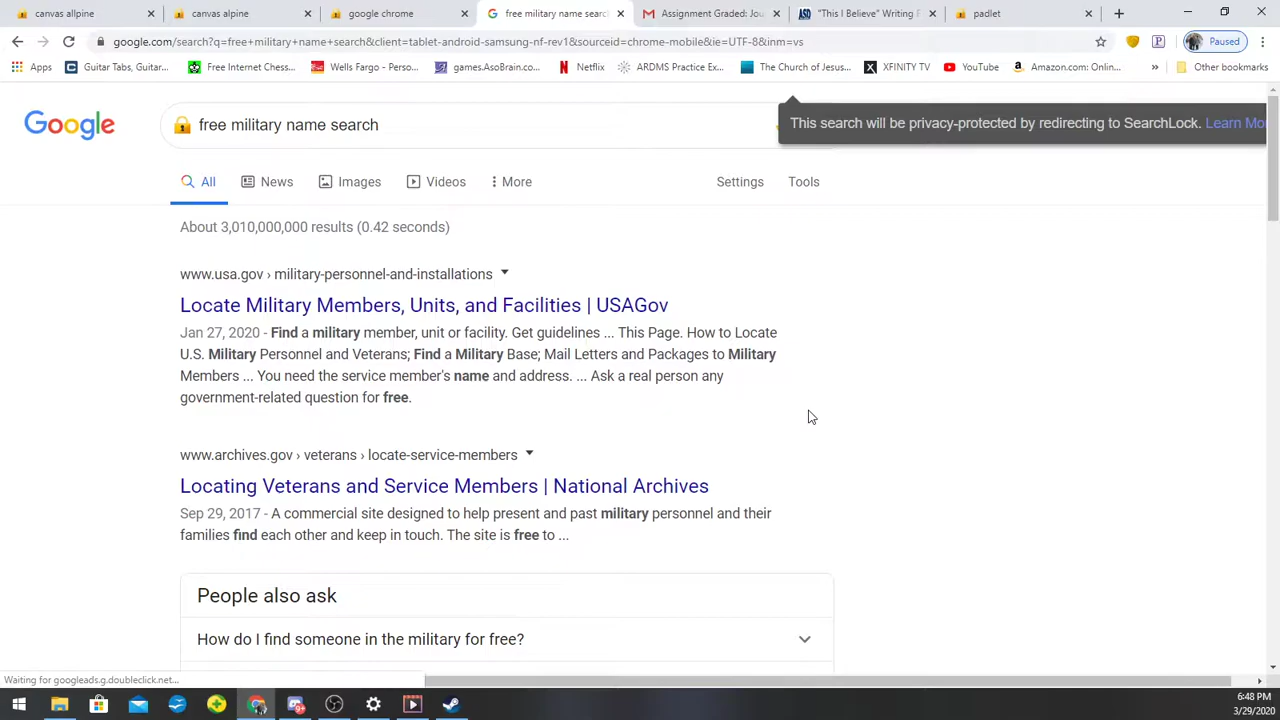 canvas allpine
canvas alpine
google chrome
free military name searc
Assignment Graded: Jou
"This I Believe" Writing F
padlet
google.com/search?q=free+military+name+search&client=tablet-android-samsung-nf-rev1&sourceid=chrome-mobile&ie=UTF-8&inm=vs
Paused
Apps
Guitar Tabs, Guitar...
Free Internet Chess...
Wells Fargo - Perso...
games.AsoBrain.co...
Netflix
ARDMS Practice Ex...
The Church of Jesus...
XFINITY TV
YouTube
Amazon.com: Onlin...
»
Other bookmarks
Google
free military name search
This search will be privacy-protected by redirecting to SearchLock. Learn Mo
All
News
Images
Videos
More
Settings
Tools
About 3,010,000,000 results (0.42 seconds)
www.usa.gov › military-personnel-and-installations
Locate Military Members, Units, and Facilities | USAGov
Jan 27, 2020 - Find a military member, unit or facility. Get guidelines ... This Page. How to Locate
U.S. Military Personnel and Veterans; Find a Military Base; Mail Letters and Packages to Military
Members ... You need the service member's name and address. ... Ask a real person any
government-related question for free.
www.archives.gov › veterans › locate-service-members
Locating Veterans and Service Members | National Archives
Sep 29, 2017 - A commercial site designed to help present and past military personnel and their
families find each other and keep in touch. The site is free to ...
People also ask
How do I find someone in the military for free?
Waiting for googleads.g.doubleclick.net...
6:48 PM
3/29/2020